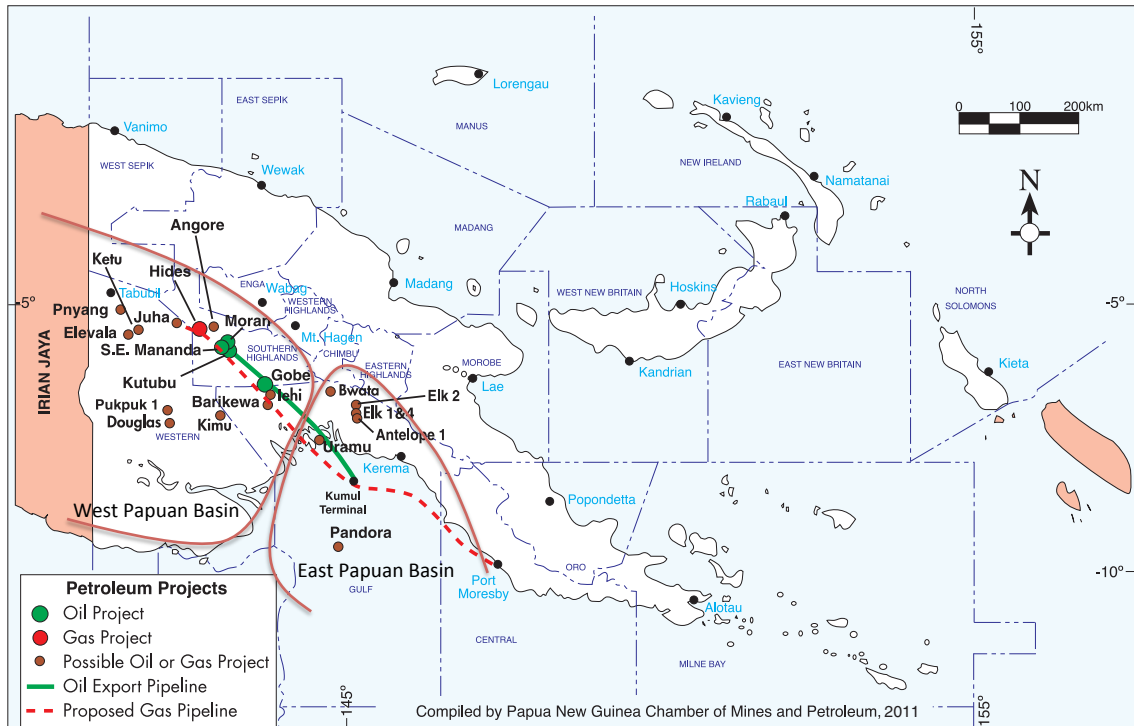 155º
Lorengau
Kavieng
0 100 200km
EAST SEPIK
MANUS
Vanimo
WEST SEPIK
NEW IRELAND
Wewak
Namatanai
N
Rabaul
Angore
MADANG
Ketu
Hides
ENGA
Tabubil
Wabag
Madang
WEST NEW BRITAIN
Hoskins
NORTH
SOLOMONS
-5º
-5º
WESTERN
HIGHLANDS
Pnyang
Juha
Moran
Elevala
Mt. Hagen
S.E. Mananda
SOUTHERN
HIGHLANDS
CHIMBU
EASTERN
HIGHLANDS
MOROBE
EAST NEW BRITAIN
Kandrian
Kieta
Kutubu
Gobe
Lae
IRIAN JAYA
Iehi
Bwata
Elk 2
Pukpuk 1
Barikewa
Elk 1&4
Douglas
Kimu
Antelope 1
WESTERN
Uramu
Kerema
Kumul
Terminal
Popondetta
West Papuan Basin
Pandora
East Papuan Basin
Port
Moresby
ORO
-10º
GULF
Alotau
CENTRAL
MILNE BAY
Petroleum Projects
Oil Project
Gas Project
Possible Oil or Gas Project
Oil Export Pipeline
Proposed Gas Pipeline
145º
155º
Compiled by Papua New Guinea Chamber of Mines and Petroleum, 2011